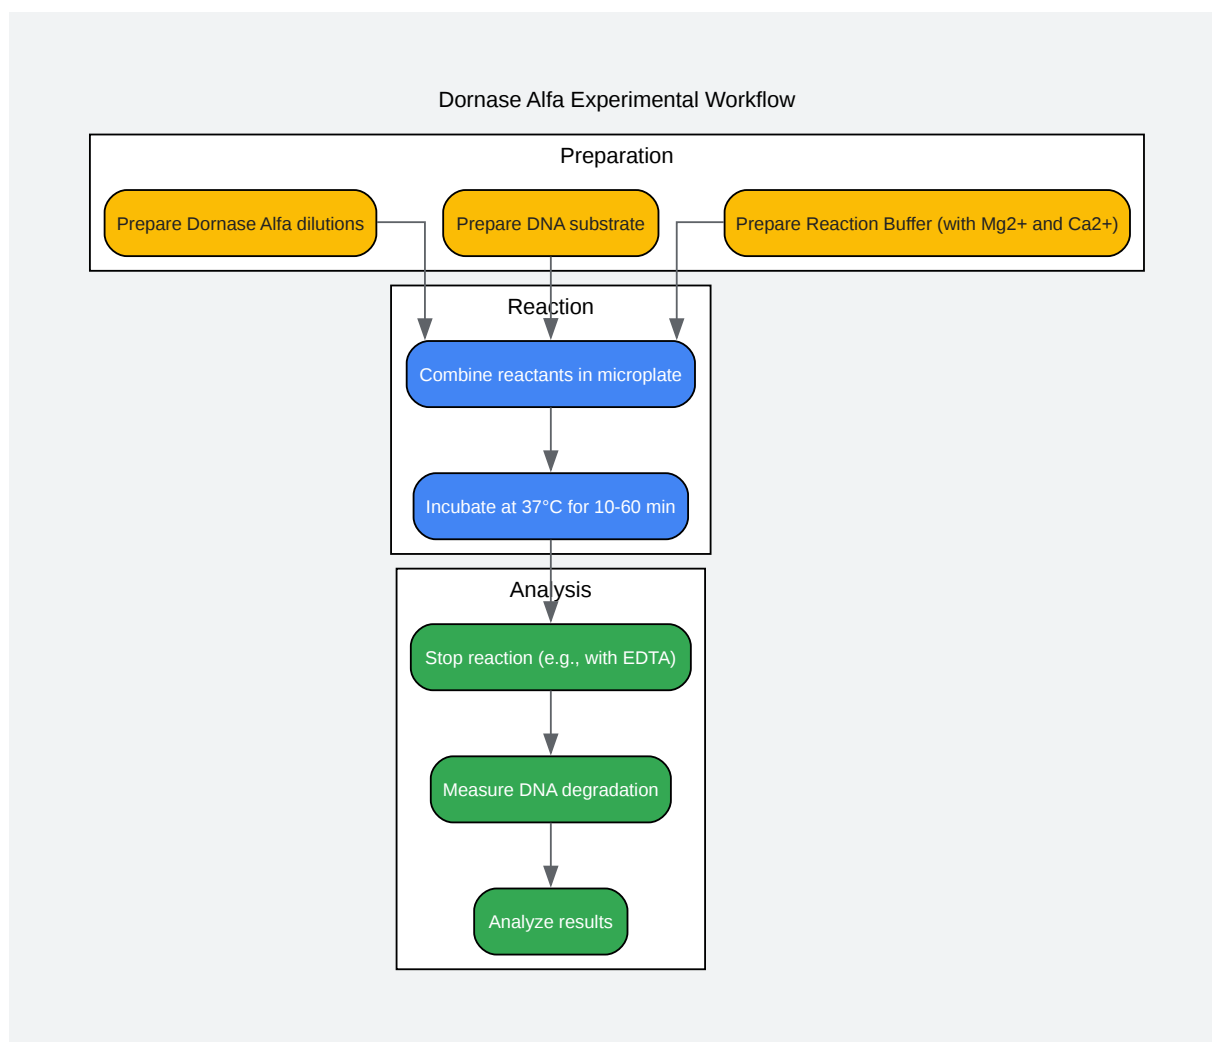 Dornase Alfa Experimental Workflow
Preparation
Prepare Dornase Alfa dilutions
Prepare DNA substrate
Prepare Reaction Buffer (with Mg2+ and Ca2+)
Reaction
Combine reactants in microplate
Incubate at 37°C for 10-60 min
Analysis
Stop reaction (e.g., with EDTA)
Measure DNA degradation
Analyze results